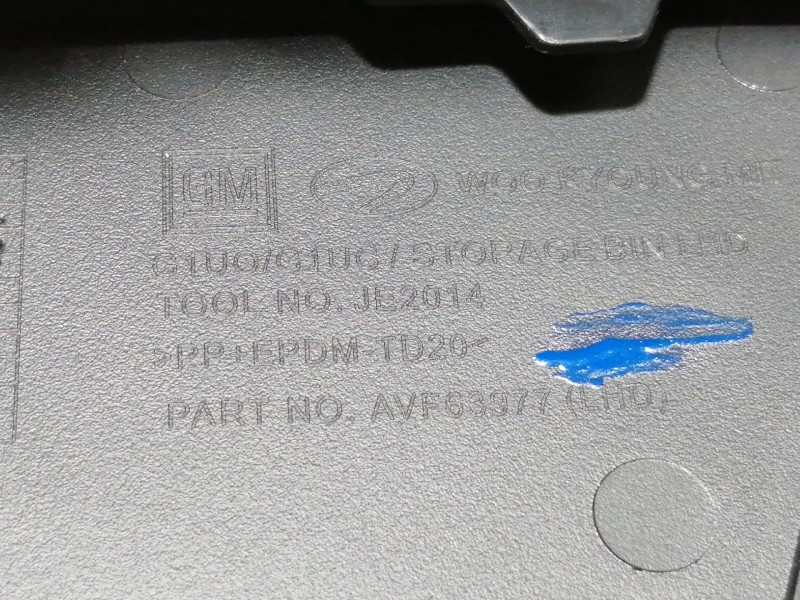 GM WOO KYOUNG MIT
G1UO/G1UC / STORAGE BIN LHD
TOOL NO. JE2014
>PP+EPDM-TD20<
PART NO. AVF63977 (LHD)